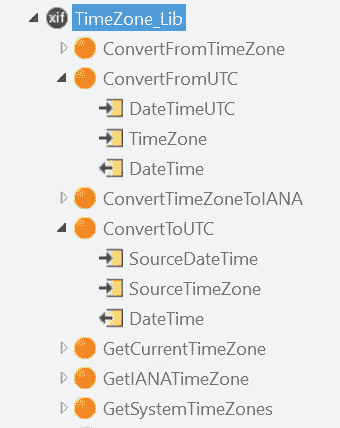 xif TimeZone_Lib
ConvertFromTimeZone
ConvertFromUTC
DateTimeUTC
TimeZone
DateTime
ConvertTimeZoneToIANA
ConvertToUTC
SourceDateTime
SourceTimeZone
DateTime
GetCurrentTimeZone
GetIANATimeZone
GetSystemTimeZones